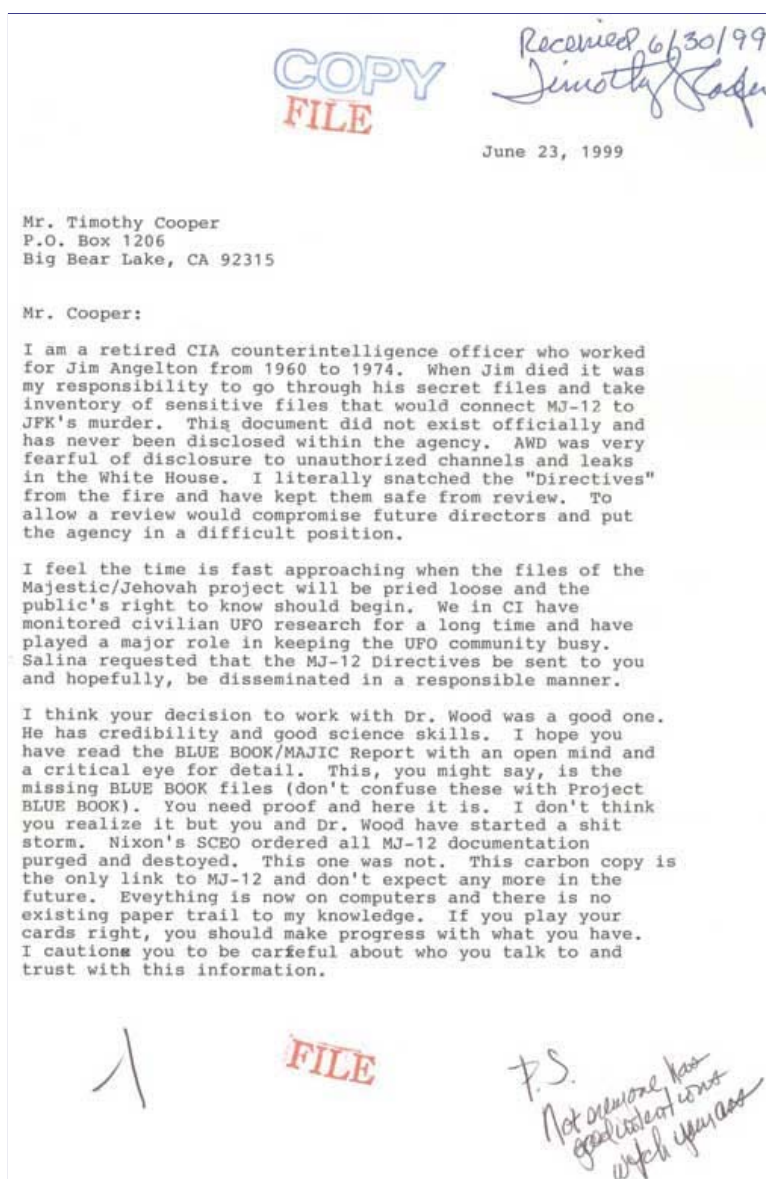 Received 6/30/99
COPY
Timothy Cooper
FILE
June 23, 1999
Mr. Timothy Cooper
P.O. Box 1206
Big Bear Lake, CA 92315
Mr. Cooper:
I am a retired CIA counterintelligence officer who worked
for Jim Angelton from 1960 to 1974.  When Jim died it was
my responsibility to go through his secret files and take
inventory of sensitive files that would connect MJ-12 to
JFK's murder.  This document did not exist officially and
has never been disclosed within the agency.  AWD was very
fearful of disclosure to unauthorized channels and leaks
in the White House.  I literally snatched the "Directives"
from the fire and have kept them safe from review.  To
allow a review would compromise future directors and put
the agency in a difficult position.
I feel the time is fast approaching when the files of the
Majestic/Jehovah project will be pried loose and the
public's right to know should begin.  We in CI have
monitored civilian UFO research for a long time and have
played a major role in keeping the UFO community busy.
Salina requested that the MJ-12 Directives be sent to you
and hopefully, be disseminated in a responsible manner.
I think your decision to work with Dr. Wood was a good one.
He has credibility and good science skills.  I hope you
have read the BLUE BOOK/MAJIC Report with an open mind and
a critical eye for detail.  This, you might say, is the
missing BLUE BOOK files (don't confuse these with Project
BLUE BOOK).  You need proof and here it is.  I don't think
you realize it but you and Dr. Wood have started a shit
storm.  Nixon's SCEO ordered all MJ-12 documentation
purged and destoyed.  This one was not.  This carbon copy is
the only link to MJ-12 and don't expect any more in the
future.  Eveything is now on computers and there is no
existing paper trail to my knowledge.  If you play your
cards right, you should make progress with what you have.
I caution you to be careful about who you talk to and
trust with this information.
FILE
P.S.
Not everyone has
good intentions
watch your ass